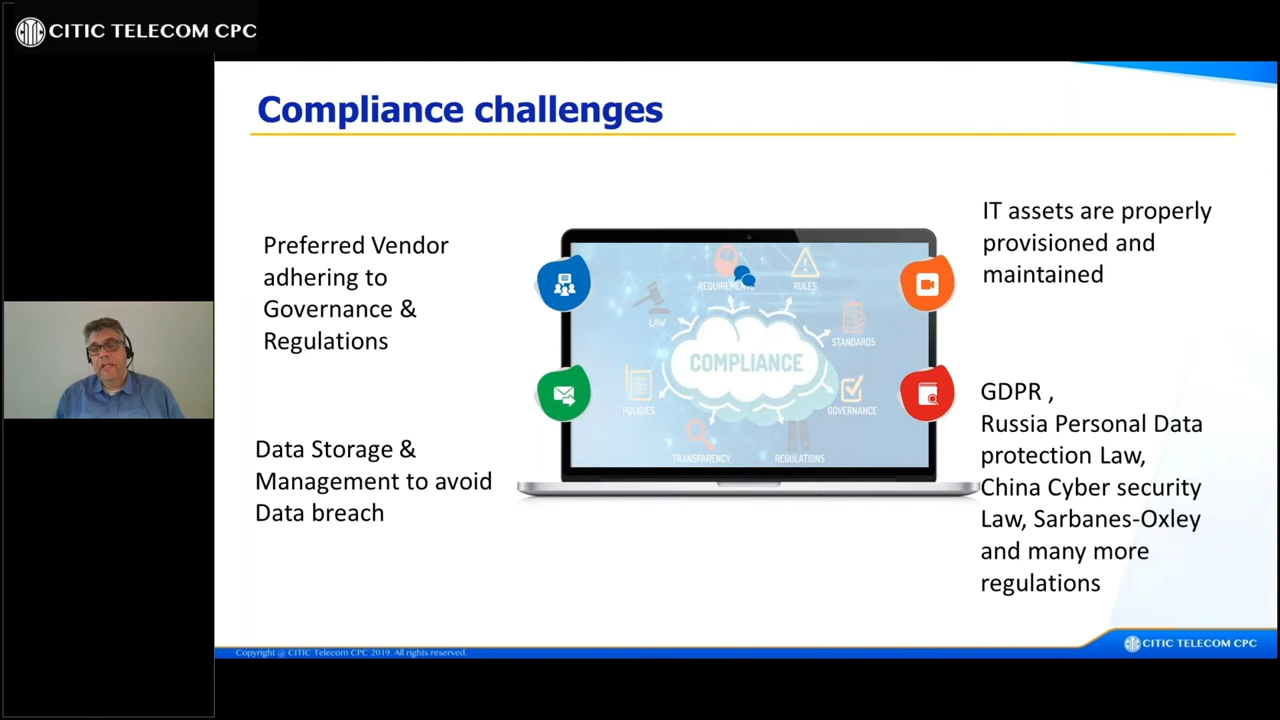 CITIC TELECOM CPC
Compliance challenges
Preferred Vendor
adhering to
Governance &
Regulations
Data Storage &
Management to avoid
Data breach
REQUIREMENTS
RULES
LAW
STANDARDS
COMPLIANCE
POLICIES
GOVERNANCE
TRANSPARENCY
REGULATIONS
IT assets are properly
provisioned and
maintained
GDPR ,
Russia Personal Data
protection Law,
China Cyber security
Law, Sarbanes-Oxley
and many more
regulations
Copyright @ CITIC Telecom CPC 2019. All rights reserved.
CITIC TELECOM CPC